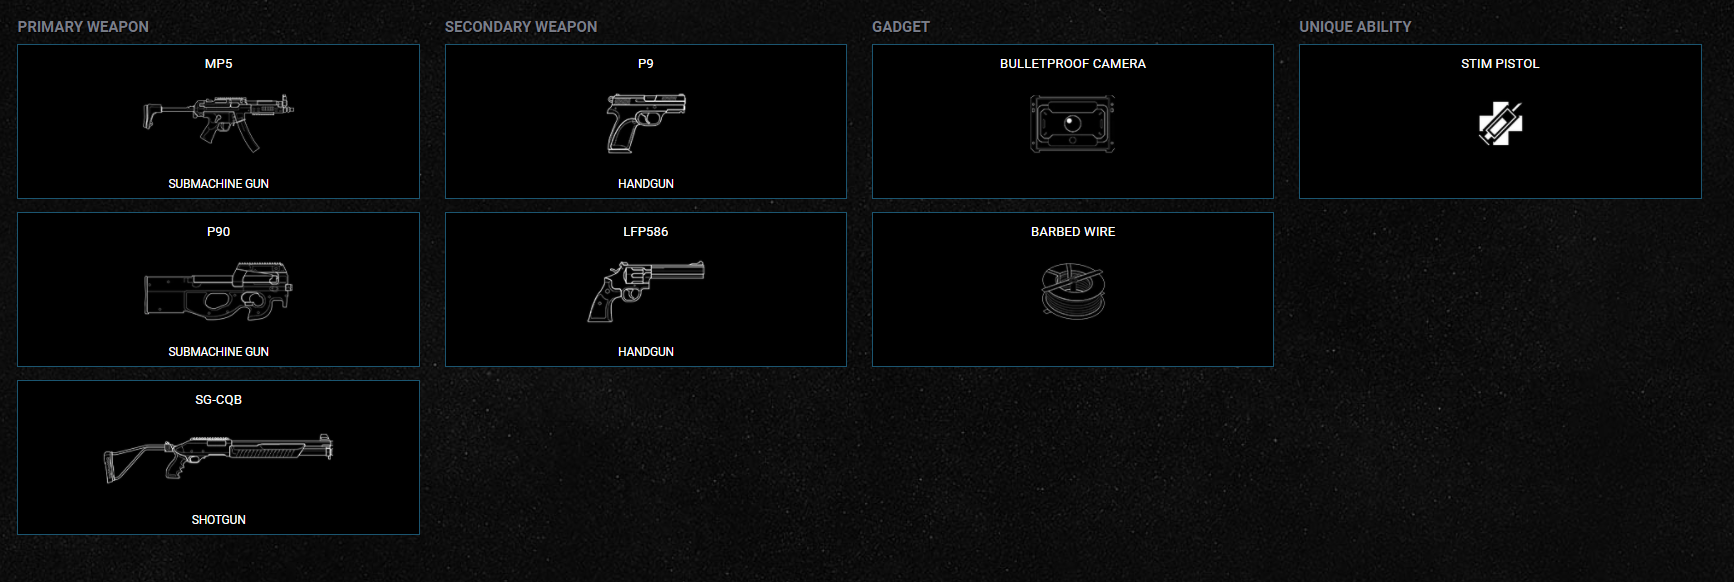 PRIMARY WEAPON
SECONDARY WEAPON
GADGET
UNIQUE ABILITY
MP5
SUBMACHINE GUN
P9
HANDGUN
BULLETPROOF CAMERA
STIM PISTOL
P90
SUBMACHINE GUN
LFP586
HANDGUN
BARBED WIRE
SG-CQB
SHOTGUN